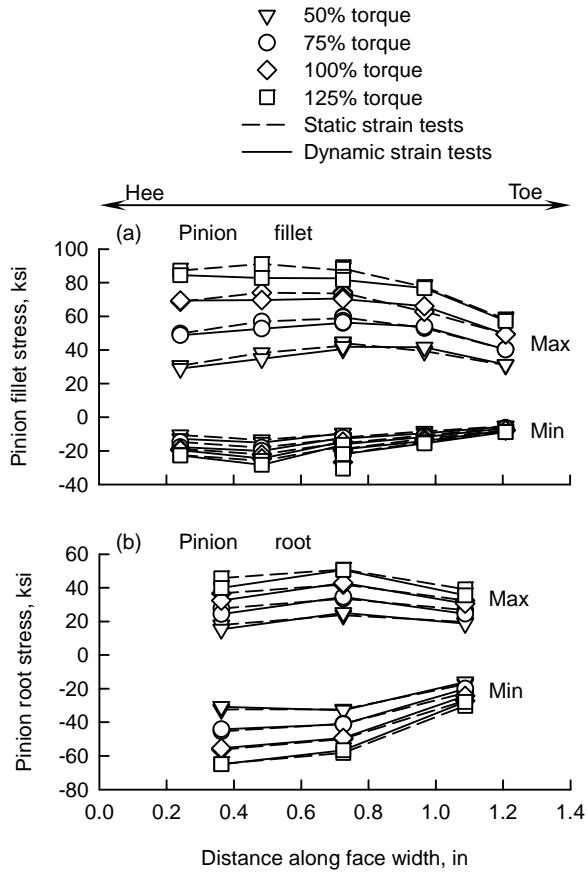 50% torque
75% torque
100% torque
125% torque
Static strain tests
Dynamic strain tests
Hee Toe
(a) Pinion fillet
100
80
60
40
20
0
-20
-40
Pinion fillet stress, ksi
Max
Min
(b) Pinion root
60
40
20
0
-20
-40
-60
-80
Pinion root stress, ksi
Max
Min
0.0 0.2 0.4 0.6 0.8 1.0 1.2 1.4
Distance along face width, in